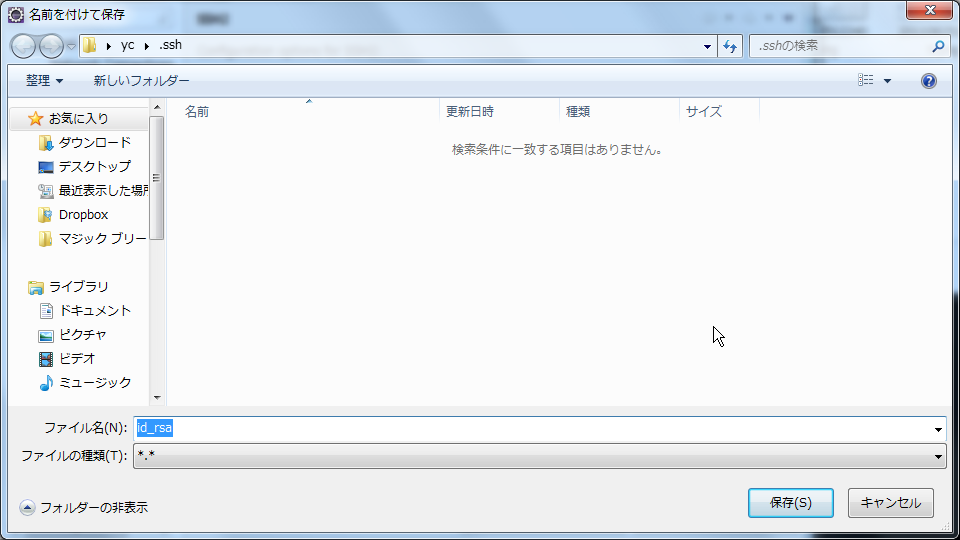 名前を付けて保存
yc .ssh
.sshの検索
整理 新しいフォルダー
名前 更新日時 種類 サイズ
検索条件に一致する項目はありません。
お気に入り
ダウンロード
デスクトップ
最近表示した場所
Dropbox
マジック ブリー
ライブラリ
ドキュメント
ピクチャ
ビデオ
ミュージック
ファイル名(N): id_rsa
ファイルの種類(T): *.*
フォルダーの非表示
保存(S) キャンセル